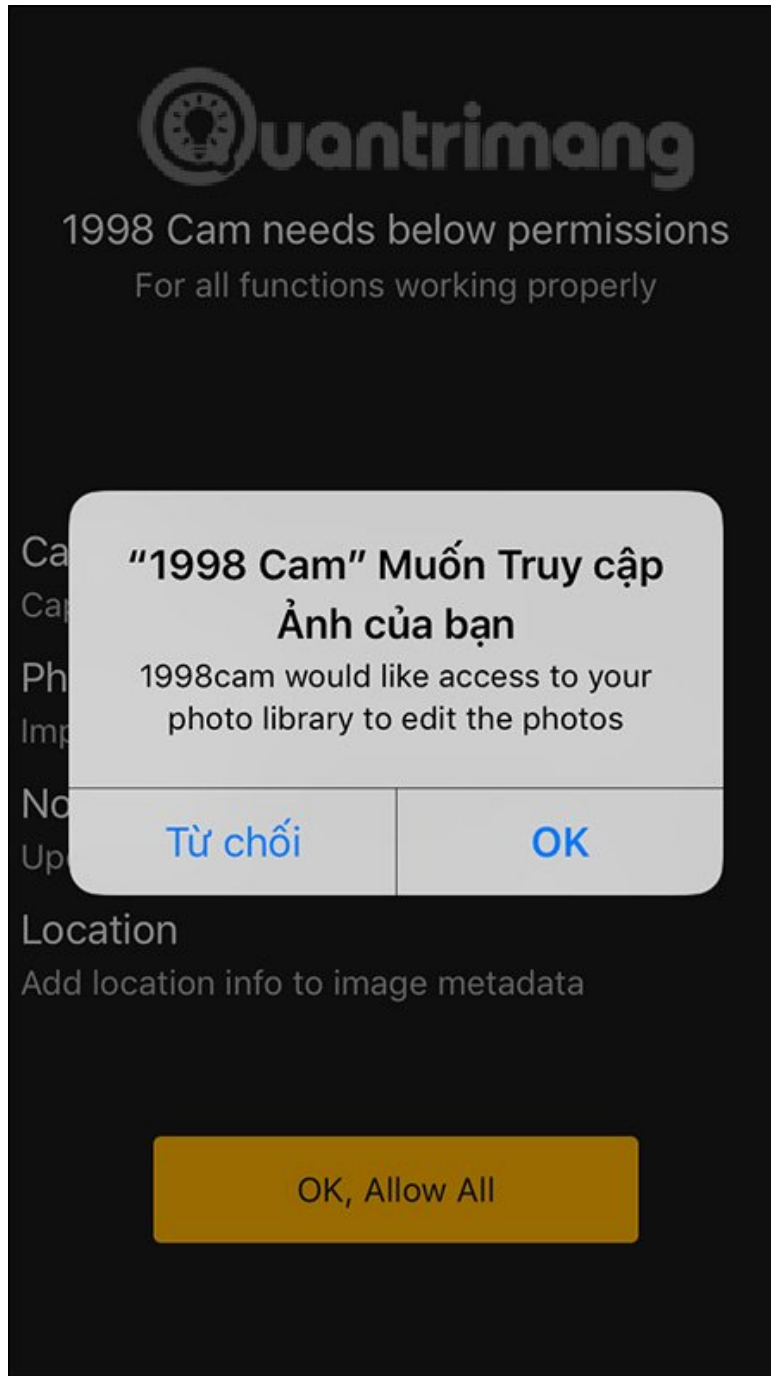 Quantrimang
1998 Cam needs below permissions
For all functions working properly
"1998 Cam" Muốn Truy cập
Ảnh của bạn
1998cam would like access to your
photo library to edit the photos
Từ chối
OK
Location
Add location info to image metadata
OK, Allow All